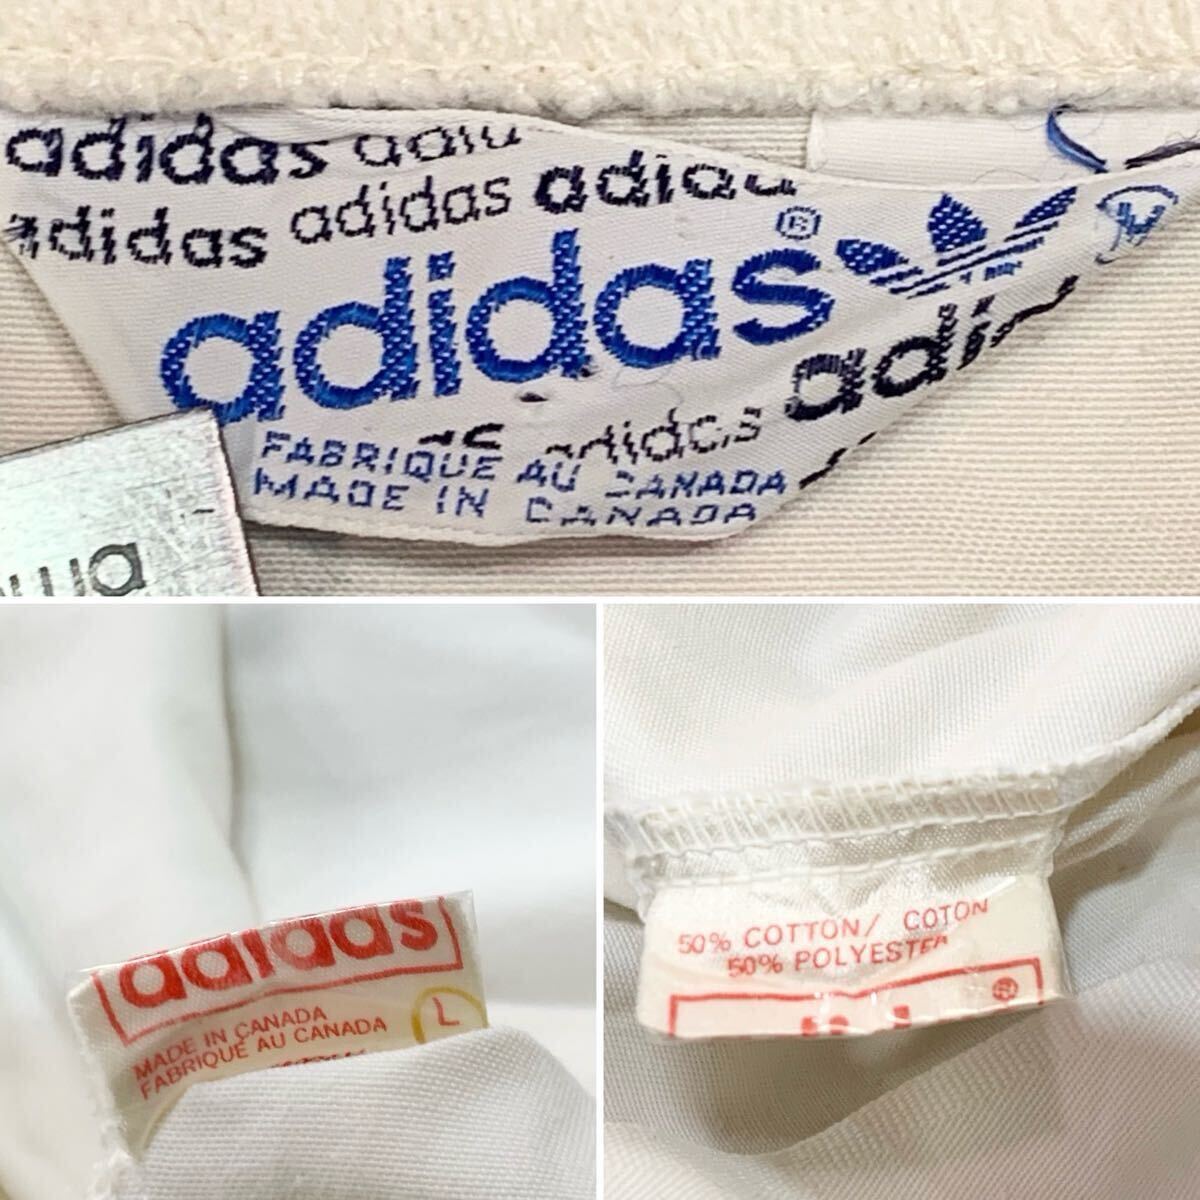 adidas
adidas adidas
adidas ®
adidas
FABRIQUE AU CANADA
MADE IN CANADA
adidas
MADE IN CANADA
FABRIQUÉ AU CANADA
L
50% COTTON/ COTON
50% POLYESTER
®